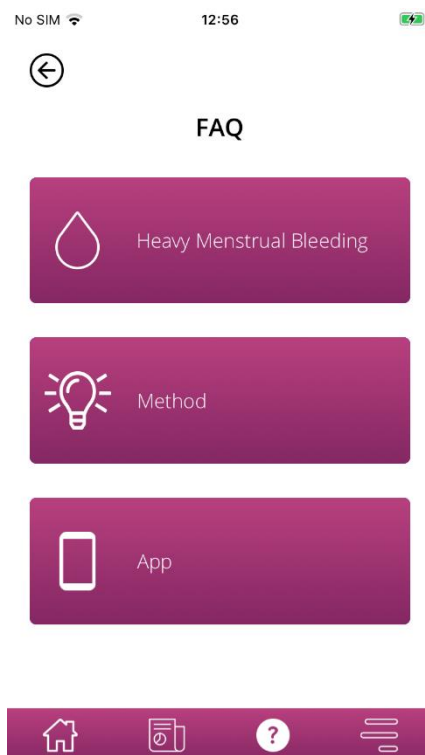 No SIM 12:56
FAQ
Heavy Menstrual Bleeding
Method
App
?